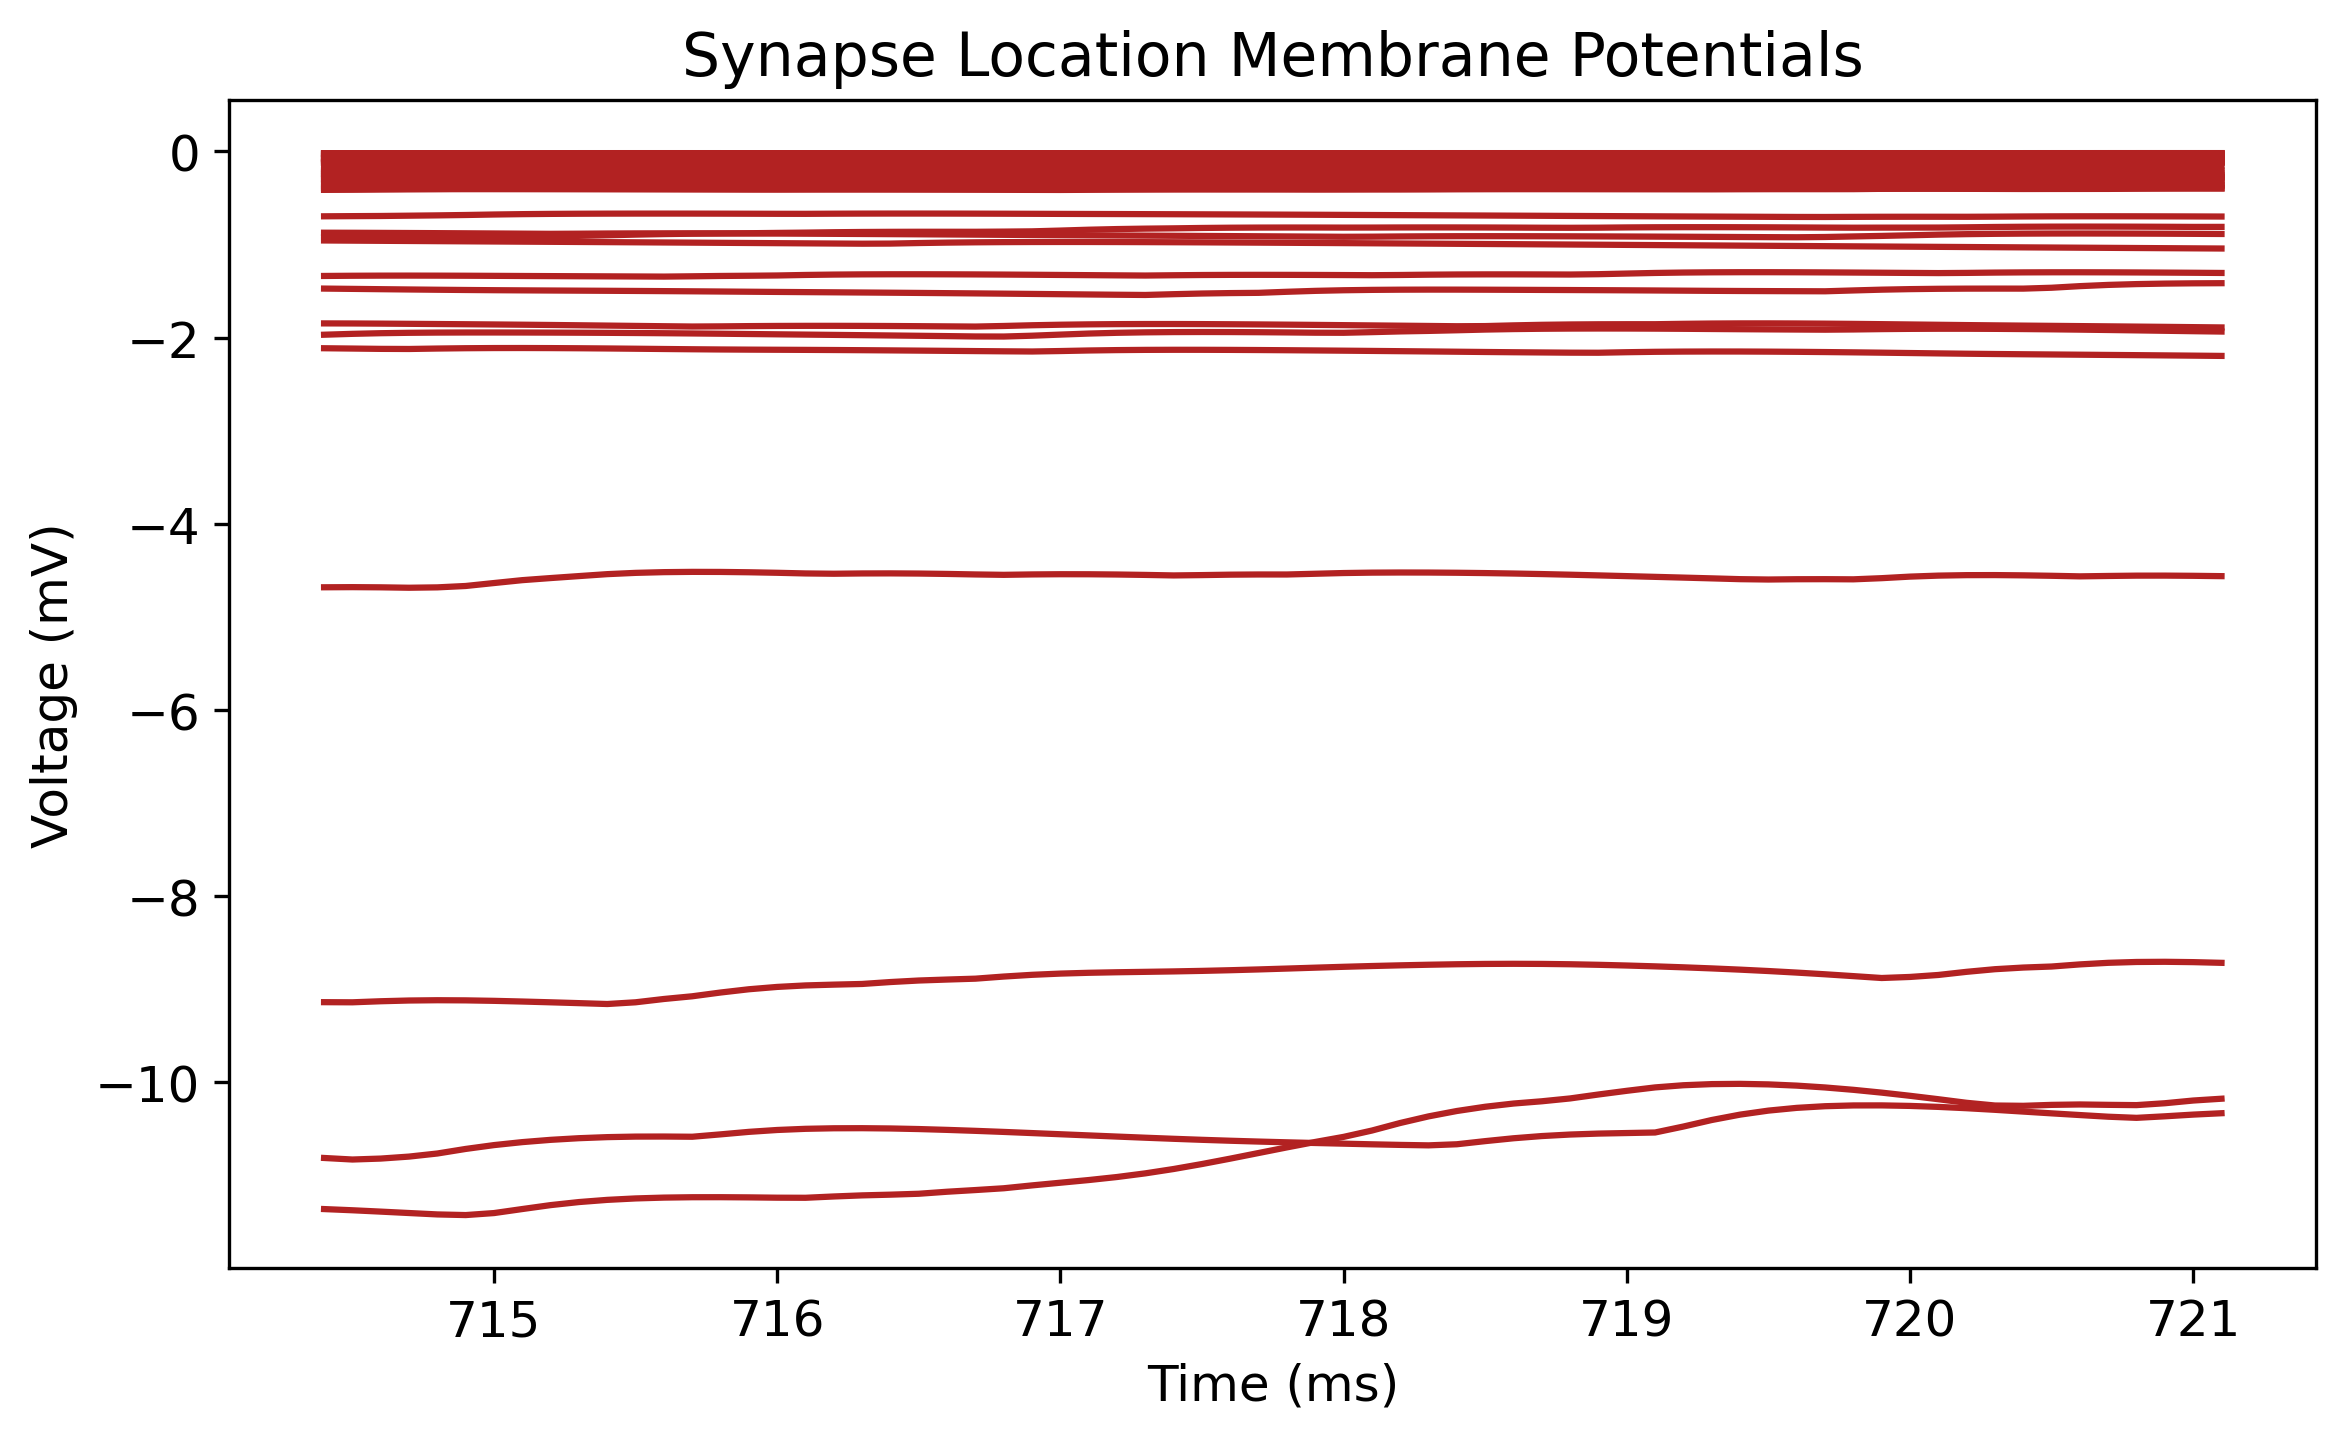 Synapse Location Membrane Potentials
0
−2
−4
−6
−8
−10
Voltage (mV)
715 716 717 718 719 720 721
Time (ms)